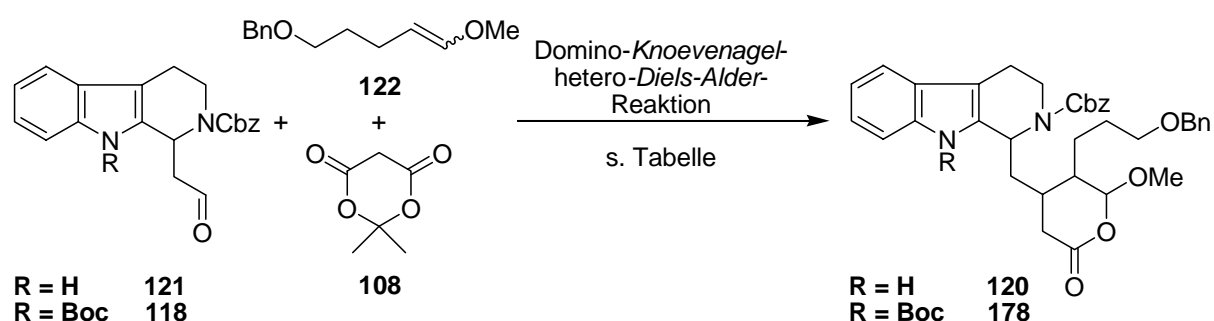 BnO OMe
122
N
R
NCbz
O
+
+
O O
O O
108
Domino-Knoevenagel-
hetero-Diels-Alder-
Reaktion
s. Tabelle
N
R
NCbz
OBn
OMe
O
O
R = H 121
R = Boc 118
R = H 120
R = Boc 178